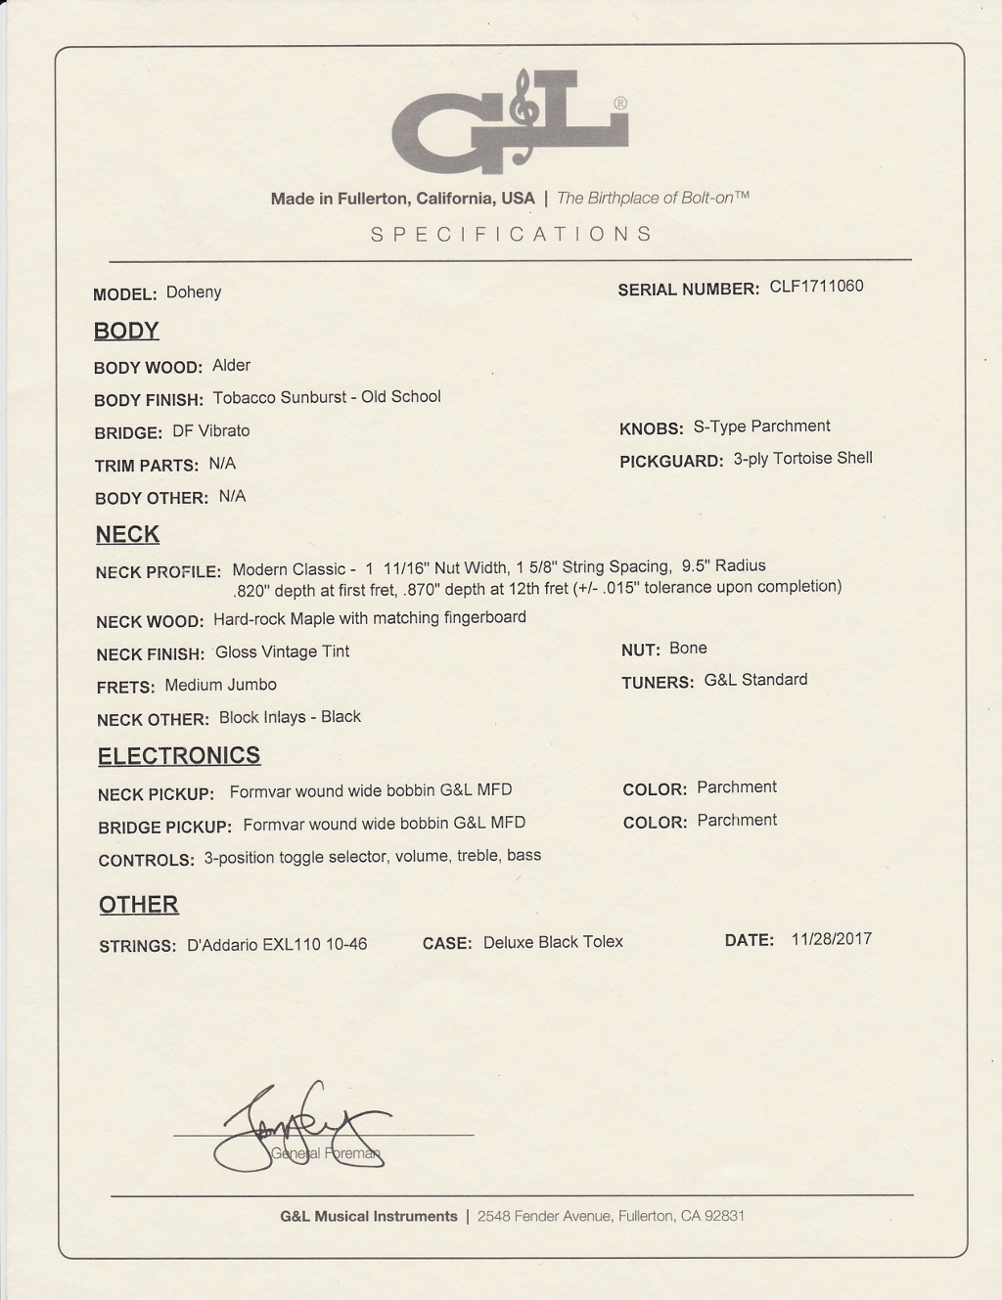 G&L®
Made in Fullerton, California, USA | The Birthplace of Bolt-on™
SPECIFICATIONS
MODEL: Doheny SERIAL NUMBER: CLF1711060
BODY
BODY WOOD: Alder
BODY FINISH: Tobacco Sunburst - Old School
BRIDGE: DF Vibrato KNOBS: S-Type Parchment
TRIM PARTS: N/A PICKGUARD: 3-ply Tortoise Shell
BODY OTHER: N/A
NECK
NECK PROFILE: Modern Classic - 1 11/16" Nut Width, 1 5/8" String Spacing, 9.5" Radius
.820" depth at first fret, .870" depth at 12th fret (+/- .015" tolerance upon completion)
NECK WOOD: Hard-rock Maple with matching fingerboard
NECK FINISH: Gloss Vintage Tint NUT: Bone
FRETS: Medium Jumbo TUNERS: G&L Standard
NECK OTHER: Block Inlays - Black
ELECTRONICS
NECK PICKUP: Formvar wound wide bobbin G&L MFD COLOR: Parchment
BRIDGE PICKUP: Formvar wound wide bobbin G&L MFD COLOR: Parchment
CONTROLS: 3-position toggle selector, volume, treble, bass
OTHER
STRINGS: D'Addario EXL110 10-46 CASE: Deluxe Black Tolex DATE: 11/28/2017
General Foreman
G&L Musical Instruments | 2548 Fender Avenue, Fullerton, CA 92831